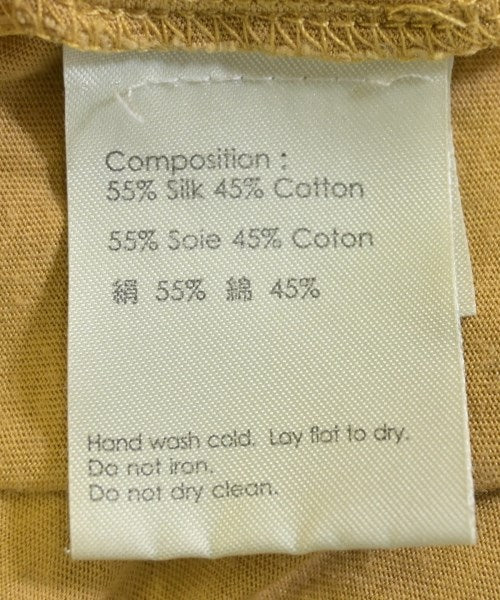 Composition :
55% Silk 45% Cotton
55% Soie 45% Coton
絹 55% 綿 45%
Hand wash cold. Lay flat to dry.
Do not iron.
Do not dry clean.